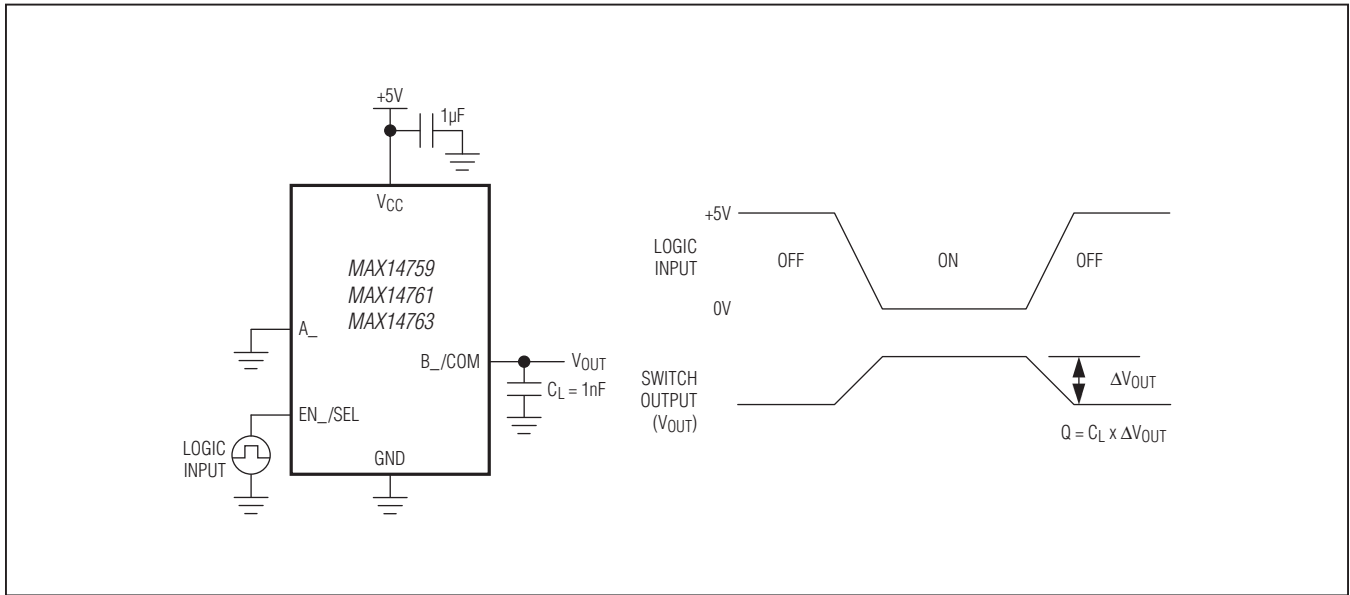 +5V
1µF
VCC
MAX14759
MAX14761
MAX14763
A_
B_/COM
VOUT
CL = 1nF
EN_/SEL
LOGIC
INPUT
GND
+5V
LOGIC
INPUT
OFF
ON
OFF
0V
SWITCH
OUTPUT
(VOUT)
ΔVOUT
Q = CL x ΔVOUT